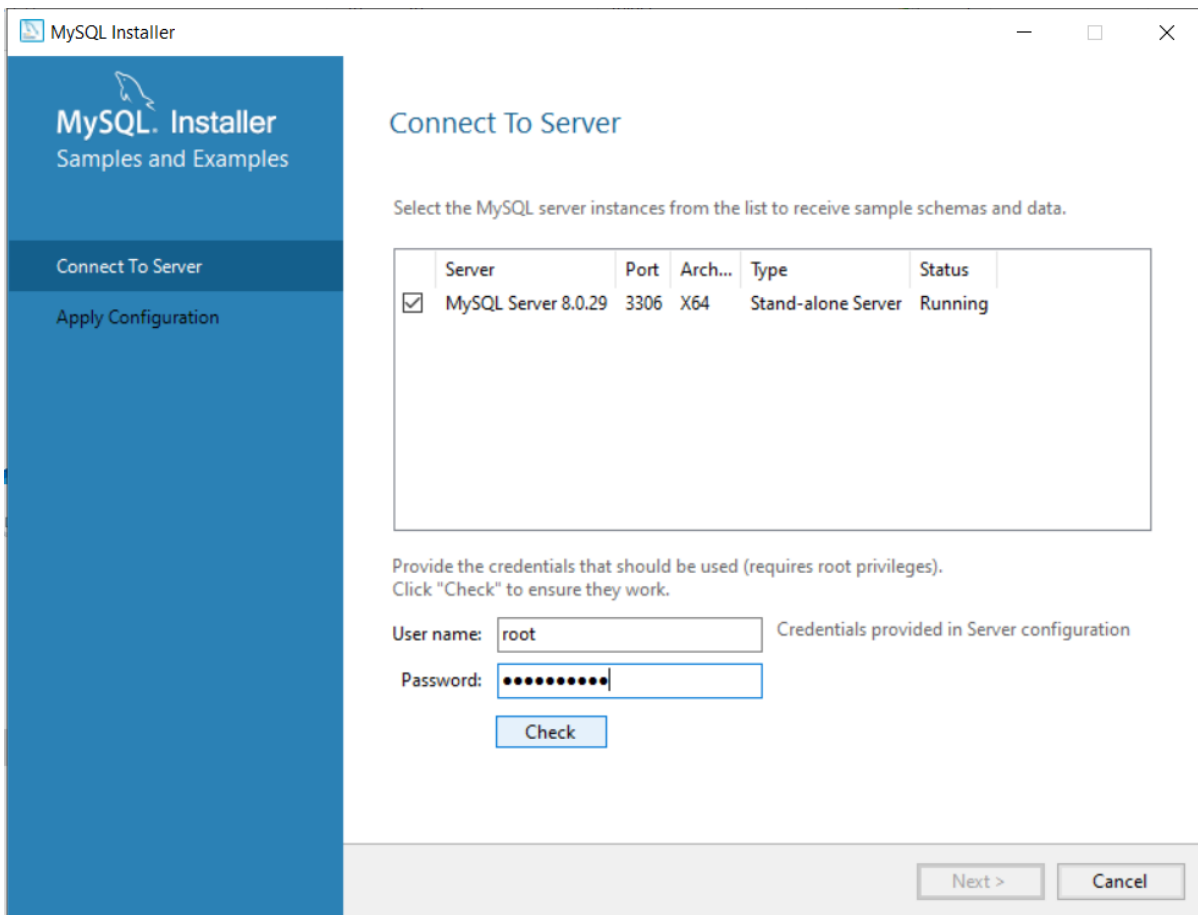 MySQL Installer
MySQL. Installer
Samples and Examples
Connect To Server
Apply Configuration
Connect To Server
Select the MySQL server instances from the list to receive sample schemas and data.
Server Port Arch... Type Status
MySQL Server 8.0.29 3306 X64 Stand-alone Server Running
Provide the credentials that should be used (requires root privileges).
Click "Check" to ensure they work.
User name: root Credentials provided in Server configuration
Password: ••••••••••
Check
Next > Cancel